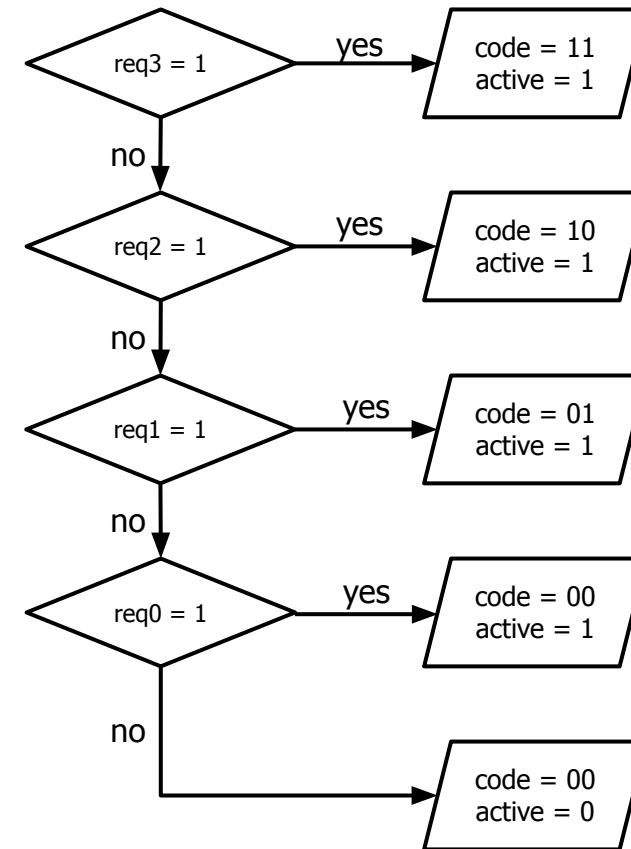 req3 = 1
yes
code = 11
active = 1
no
req2 = 1
yes
code = 10
active = 1
no
req1 = 1
yes
code = 01
active = 1
no
req0 = 1
yes
code = 00
active = 1
no
code = 00
active = 0